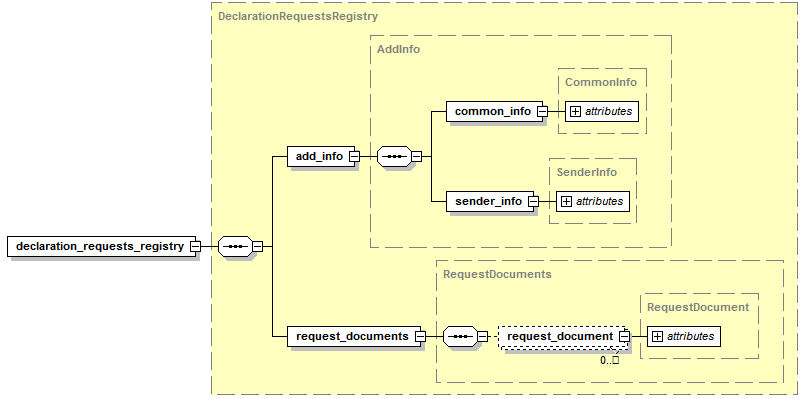 DeclarationRequestsRegistry
AddInfo
CommonInfo
common_info
attributes
add_info
SenderInfo
sender_info
attributes
declaration_requests_registry
RequestDocuments
RequestDocument
request_documents
request_document
attributes
0..□